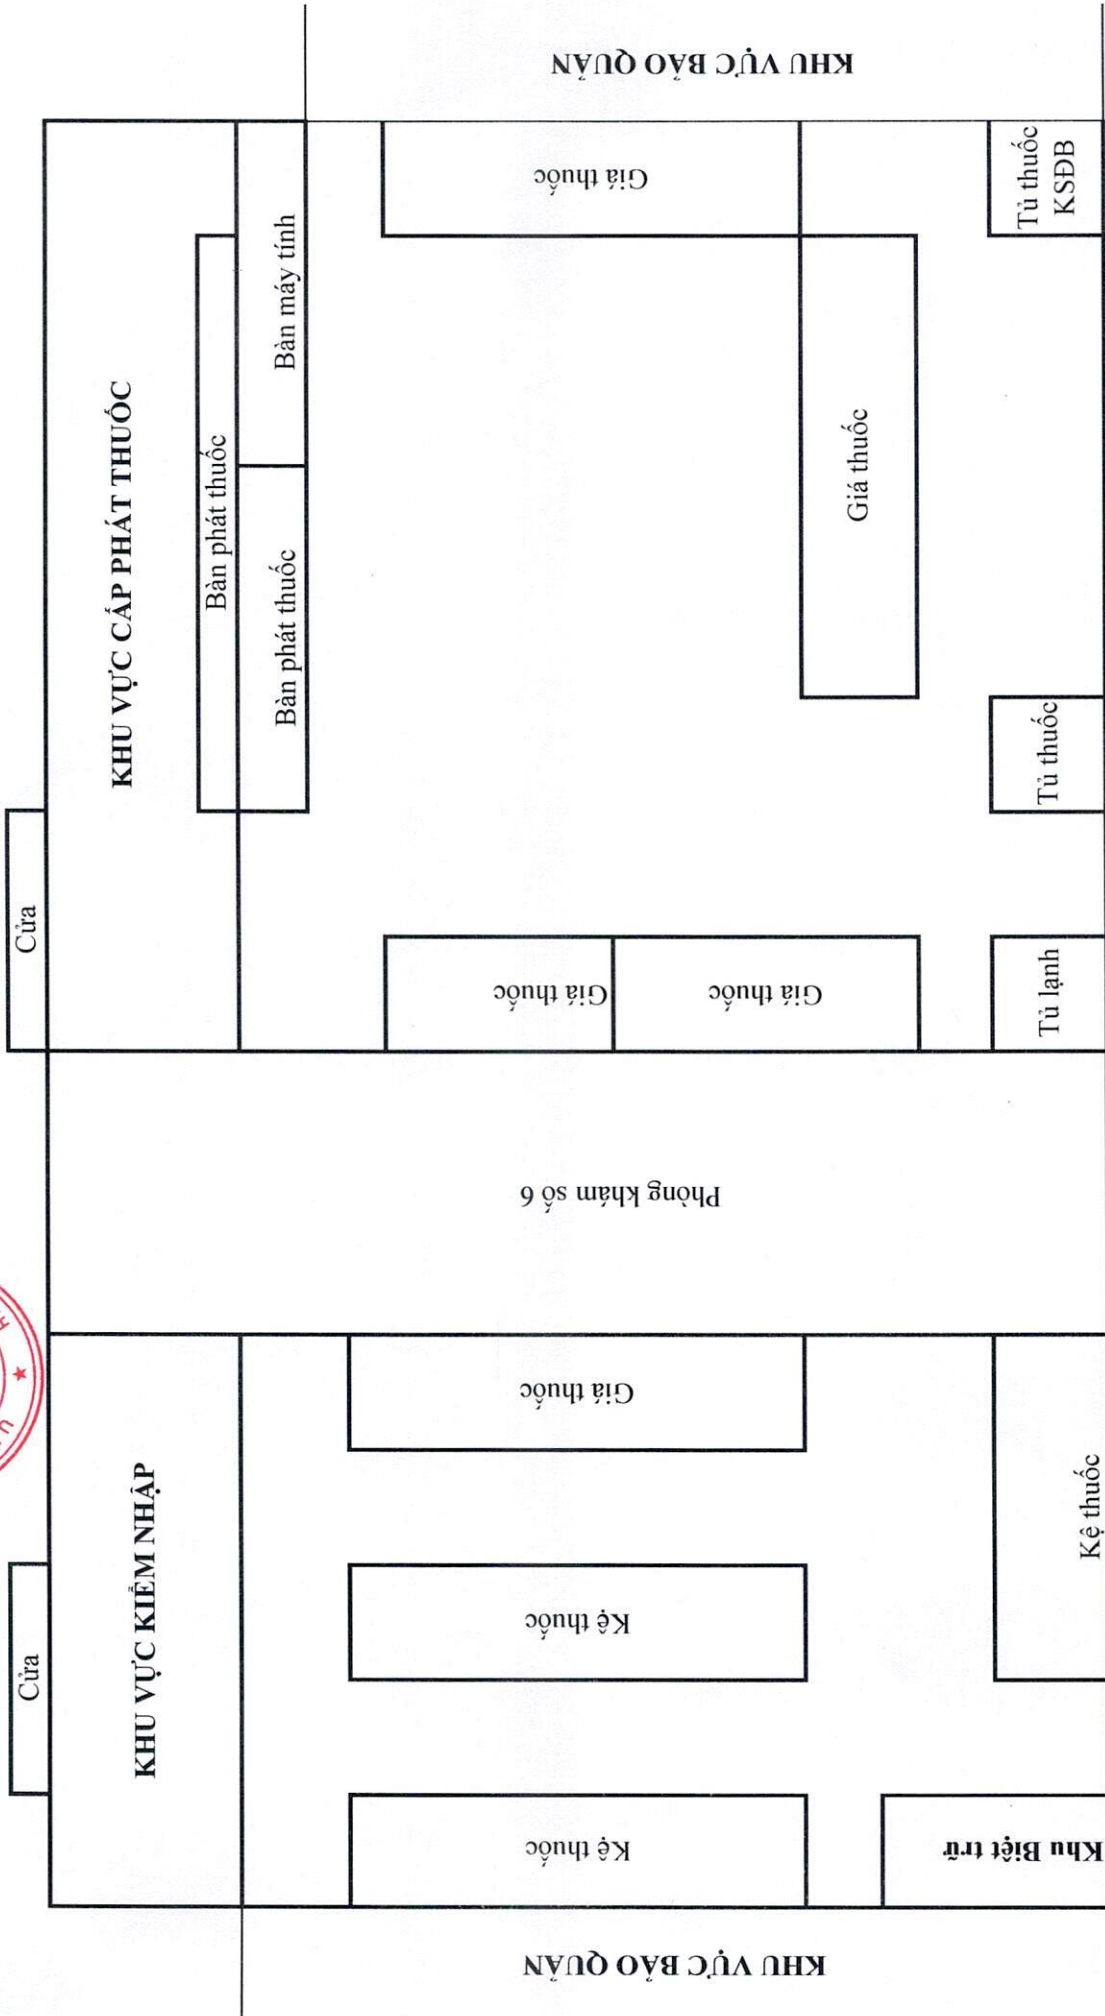 Cửa
Cửa
KHU VỰC KIỂM NHẬP
KHU VỰC CẤP PHÁT THUỐC
Bàn phát thuốc
Bàn phát thuốc
Bàn máy tính
KHU VỰC BẢO QUẢN
Kệ thuốc
Kệ thuốc
Giá thuốc
Phòng khám số 6
Giá thuốc
Giá thuốc
Giá thuốc
KHU VỰC BẢO QUẢN
Giá thuốc
Khu Biệt trữ
Kệ thuốc
Tủ lạnh
Tủ thuốc
Tủ thuốc
KSĐB